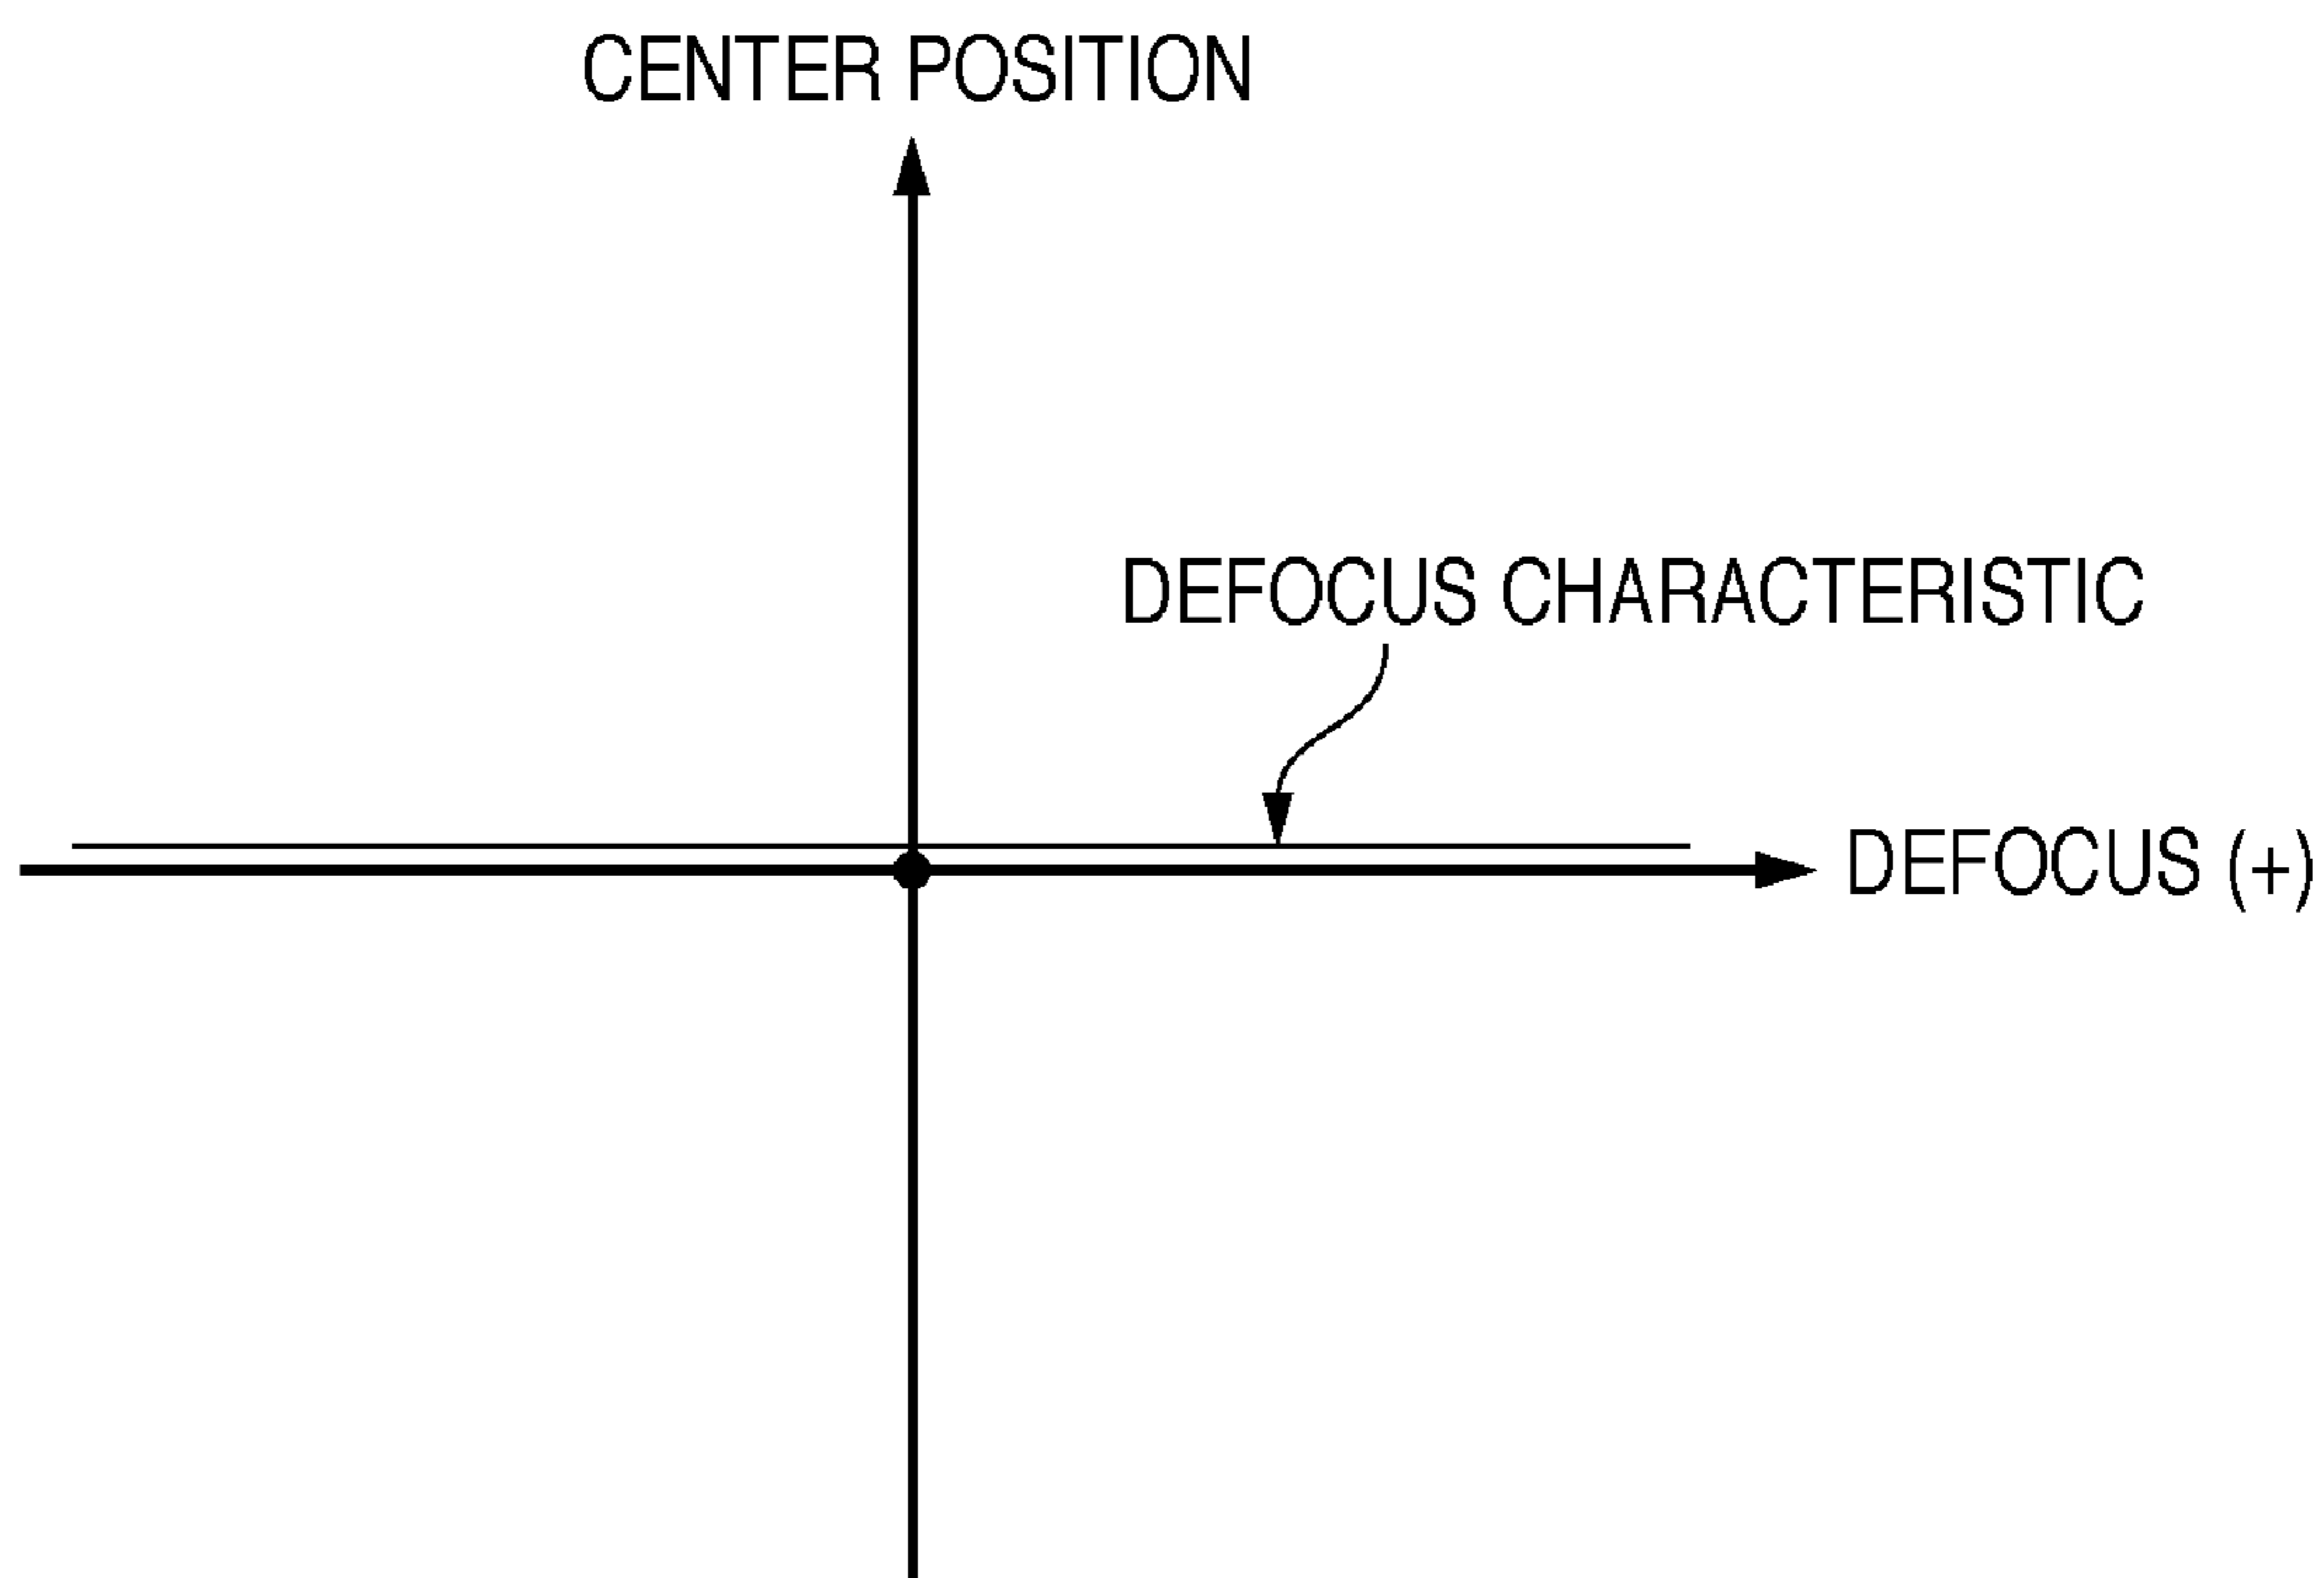 CENTER POSITION
DEFOCUS CHARACTERISTIC
DEFOCUS (+)